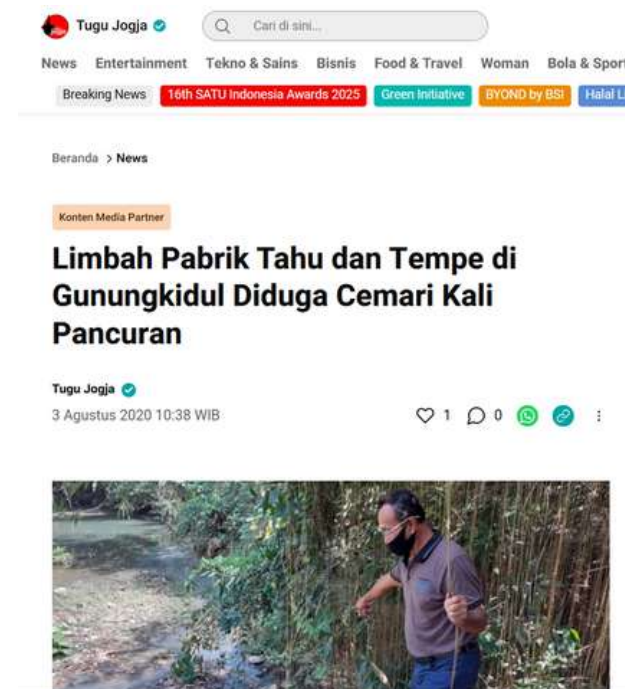 Tugu Jogja
Cari di sini...
News Entertainment Tekno & Sains Bisnis Food & Travel Woman Bola & Sport
Breaking News 16th SATU Indonesia Awards 2025 Green Initiative BYOND by BSI Halal L
Beranda > News
Konten Media Partner
Limbah Pabrik Tahu dan Tempe di
Gunungkidul Diduga Cemari Kali
Pancuran
Tugu Jogja
3 Agustus 2020 10:38 WIB
1 0